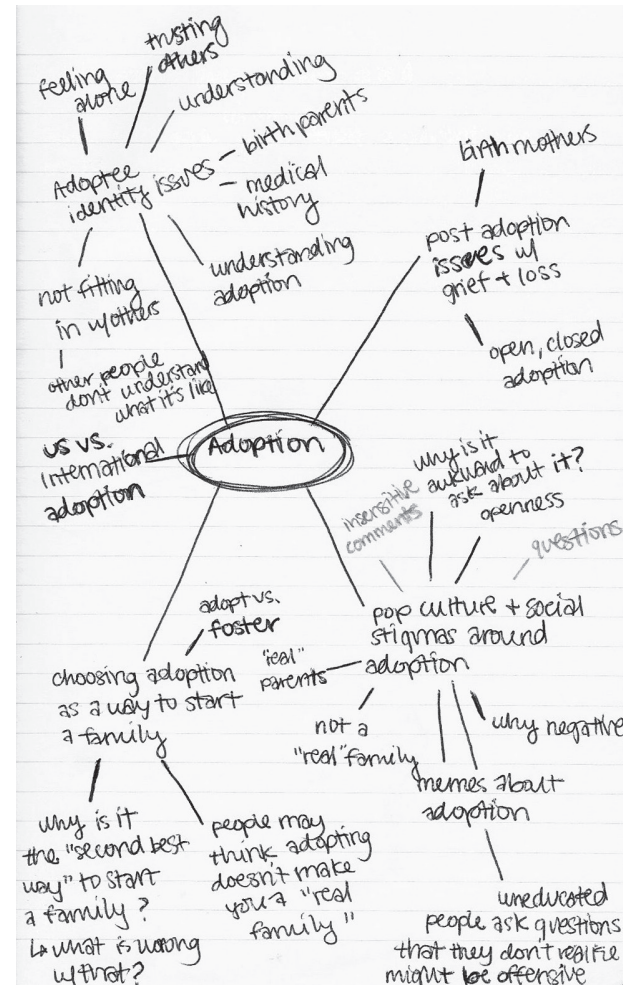 feeling
alone
trusting
others
understanding
birth parents
medical
history
Adoptee
identity issues
understanding
adoption
not fitting
in w/others
other people
don't understand
what it's like
birth mothers
post adoption
issues w/
grief + loss
open, closed
adoption
Adoption
US vs.
International
adoption
insensitive
comments
why is it
awkward to
ask about it?
openness
questions
pop culture + social
stigmas around
adoption
"real"
parents
not a
"real" family
why negative
memes about
adoption
uneducated
people ask questions
that they don't realize
might be offensive
adopt vs.
foster
choosing adoption
as a way to start
a family
why is it
the "second best
way" to start
a family?
↳ what is wrong
w/that?
people may
think adopting
doesn't make
you a "real
family"